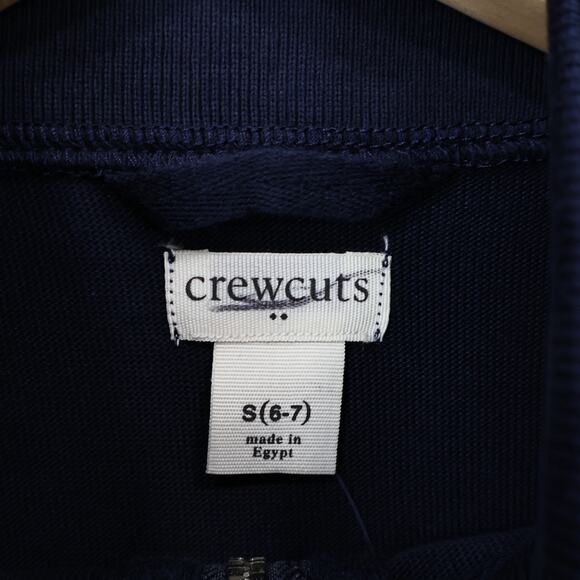 crewcuts
S(6-7)
made in
Egypt